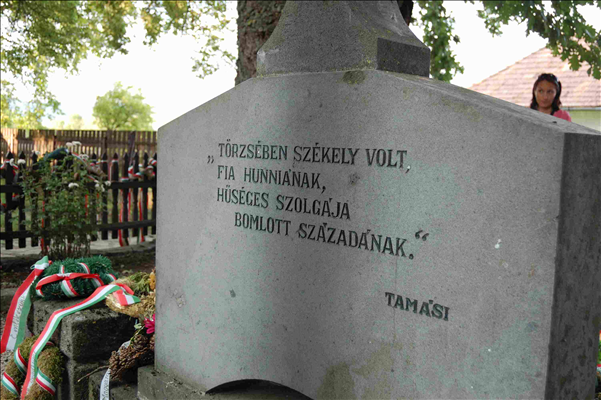 „TÖRZSÉBEN SZÉKELY VOLT,
FIA HUNNIÁNAK,
HŰSÉGES SZOLGÁJA
BOMLOTT SZÁZADÁNAK.“
TAMÁSI